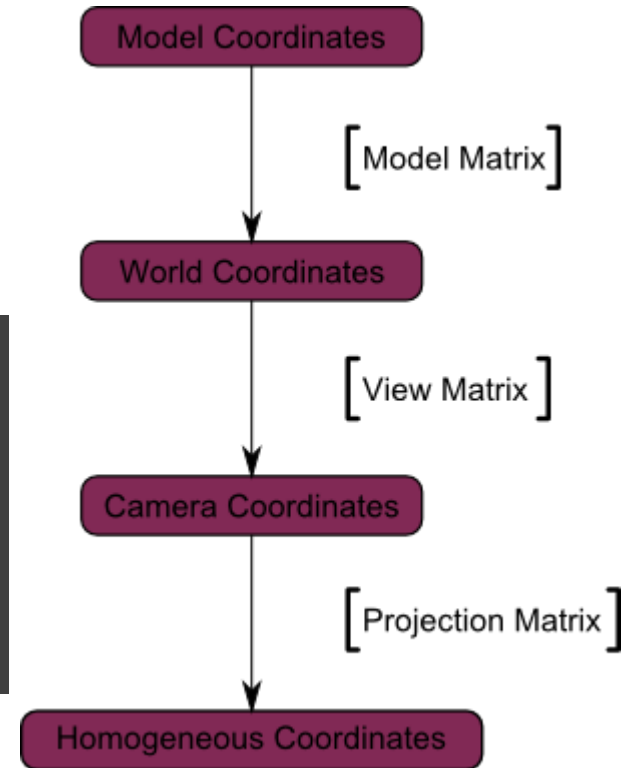 Model Coordinates
[Model Matrix]
World Coordinates
[View Matrix]
Camera Coordinates
[Projection Matrix]
Homogeneous Coordinates